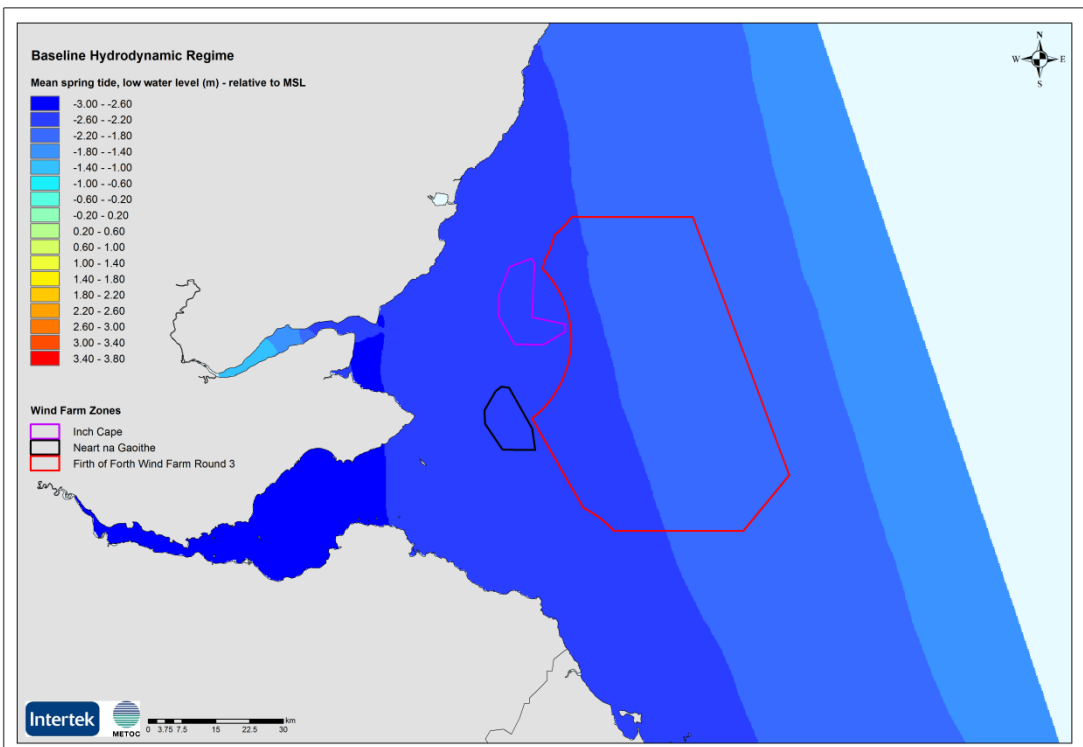 Baseline Hydrodynamic Regime
Mean spring tide, low water level (m) - relative to MSL
-3.00 - -2.60
-2.60 - -2.20
-2.20 - -1.80
-1.80 - -1.40
-1.40 - -1.00
-1.00 - -0.60
-0.60 - -0.20
-0.20 - 0.20
0.20 - 0.60
0.60 - 1.00
1.00 - 1.40
1.40 - 1.80
1.80 - 2.20
2.20 - 2.60
2.60 - 3.00
3.00 - 3.40
3.40 - 3.80
Wind Farm Zones
Inch Cape
Neart na Gaoithe
Firth of Forth Wind Farm Round 3
N
W E
S
Intertek
METOC
km
0 3.75 7.5 15 22.5 30